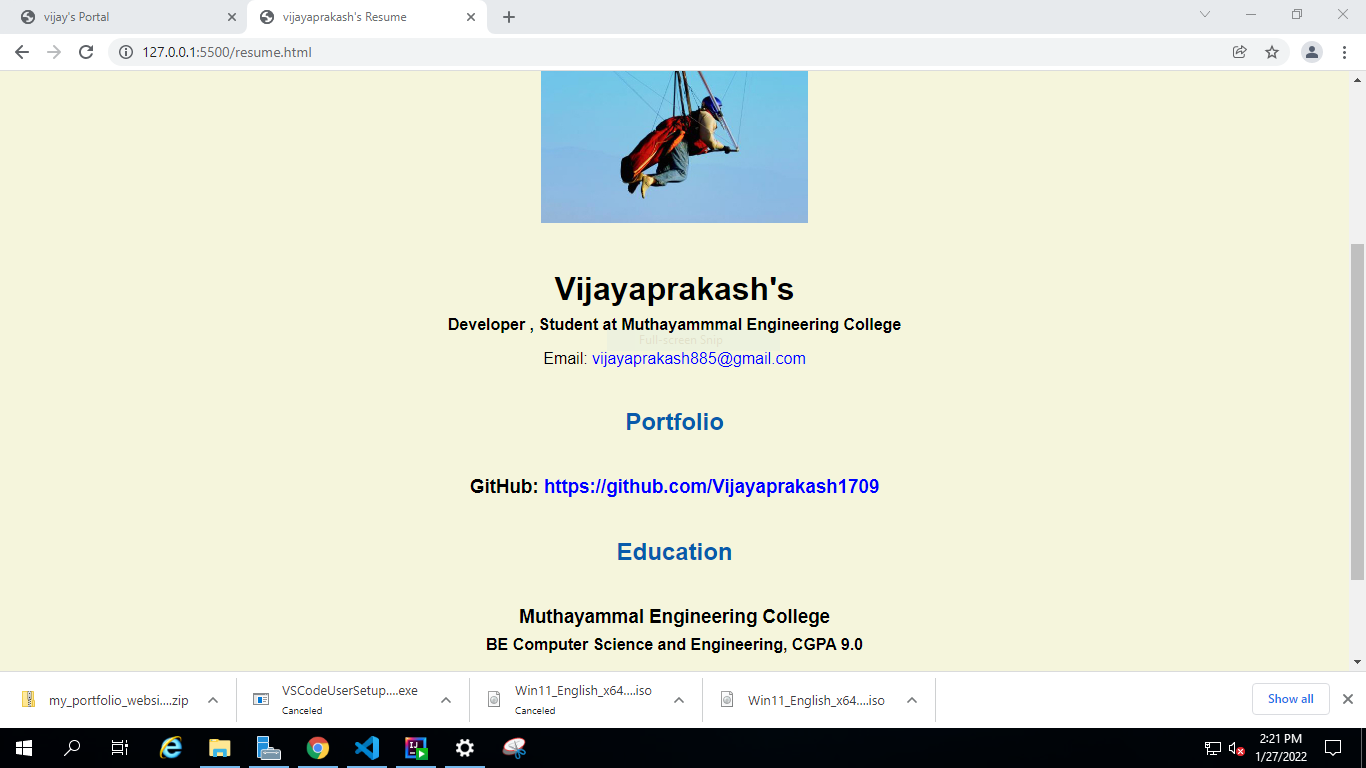 vijay's Portal
vijayaprakash's Resume
127.0.0.1:5500/resume.html
Vijayaprakash's
Developer , Student at Muthayammmal Engineering College
Full-screen Snip
Email: vijayaprakash885@gmail.com
Portfolio
GitHub: https://github.com/Vijayaprakash1709
Education
Muthayammal Engineering College
BE Computer Science and Engineering, CGPA 9.0
my_portfolio_websi....zip
VSCodeUserSetup....exe
Canceled
Win11_English_x64....iso
Canceled
Win11_English_x64....iso
Show all
2:21 PM
1/27/2022